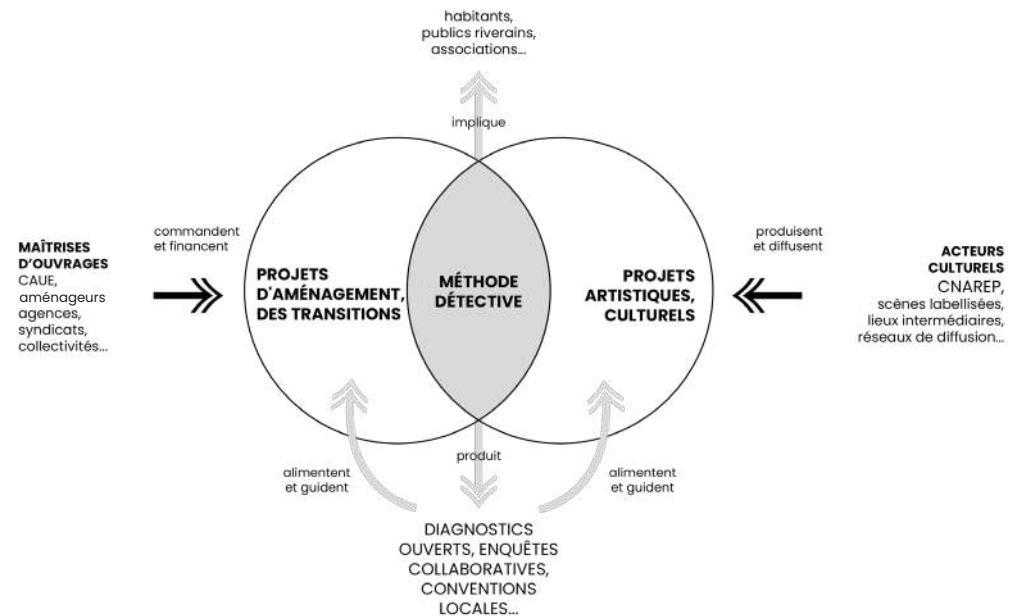 habitants,
publics riverains,
associations...
implique
commandent
et financent
produisent
et diffusent
MAÎTRISES
D'OUVRAGES
CAUE,
aménageurs
agences,
syndicats,
collectivités...
PROJETS
D'AMÉNAGEMENT,
DES TRANSITIONS
MÉTHODE
DÉTECTIVE
PROJETS
ARTISTIQUES,
CULTURELS
ACTEURS
CULTURELS
CNAREP,
scènes labellisées,
lieux intermédiaires,
réseaux de diffusion...
produit
alimentent
et guident
alimentent
et guident
DIAGNOSTICS
OUVERTS, ENQUÊTES
COLLABORATIVES,
CONVENTIONS
LOCALES...